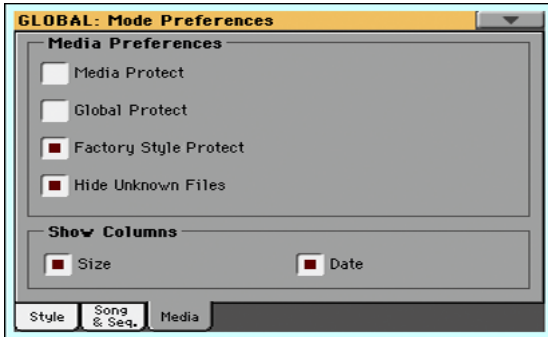 GLOBAL: Mode Preferences
Media Preferences
Media Protect
Global Protect
Factory Style Protect
Hide Unknown Files
Show Columns
Size
Date
Style
Song
& Seq.
Media